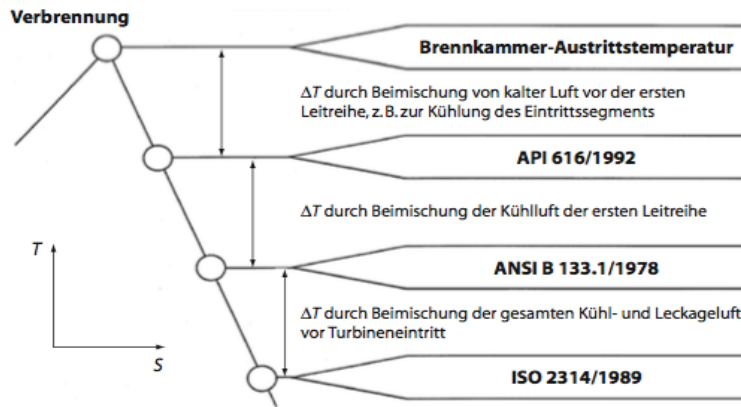 Verbrennung
Brennkammer-Austrittstemperatur
ΔT durch Beimischung von kalter Luft vor der ersten
Leitreihe, z. B. zur Kühlung des Eintrittssegments
API 616/1992
ΔT durch Beimischung der Kühlluft der ersten Leitreihe
ANSI B 133.1/1978
T
ΔT durch Beimischung der gesamten Kühl- und Leckageluft
vor Turbineneintritt
S
ISO 2314/1989